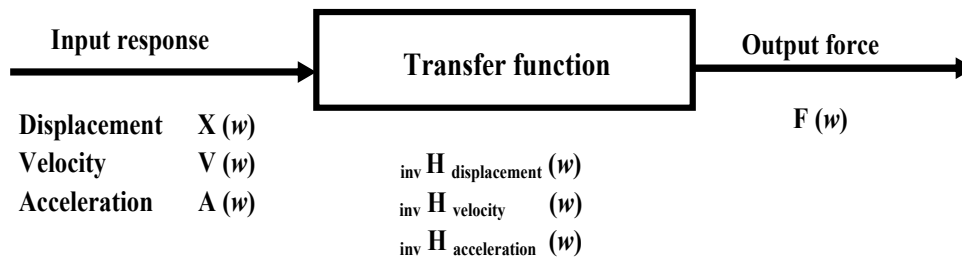 Input response
Transfer function
Output force
Displacement X (w)
Velocity V (w)
Acceleration A (w)
inv H displacement (w)
inv H velocity (w)
inv H acceleration (w)
F (w)